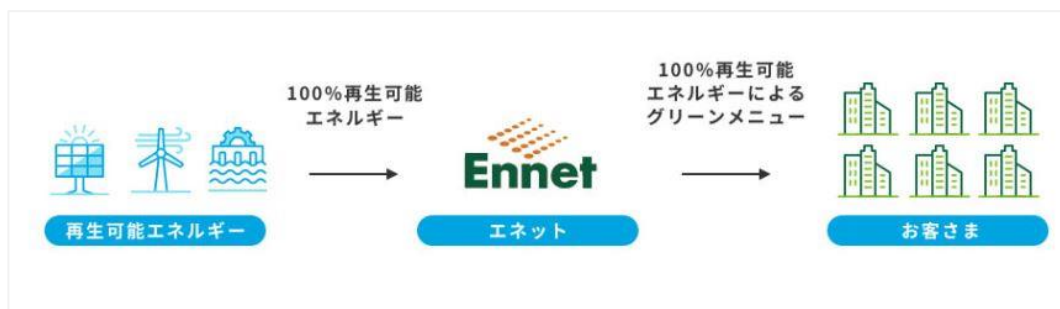 100%再生可能
エネルギー
100%再生可能
エネルギーによる
グリーンメニュー
Ennet
再生可能エネルギー
エネット
お客さま